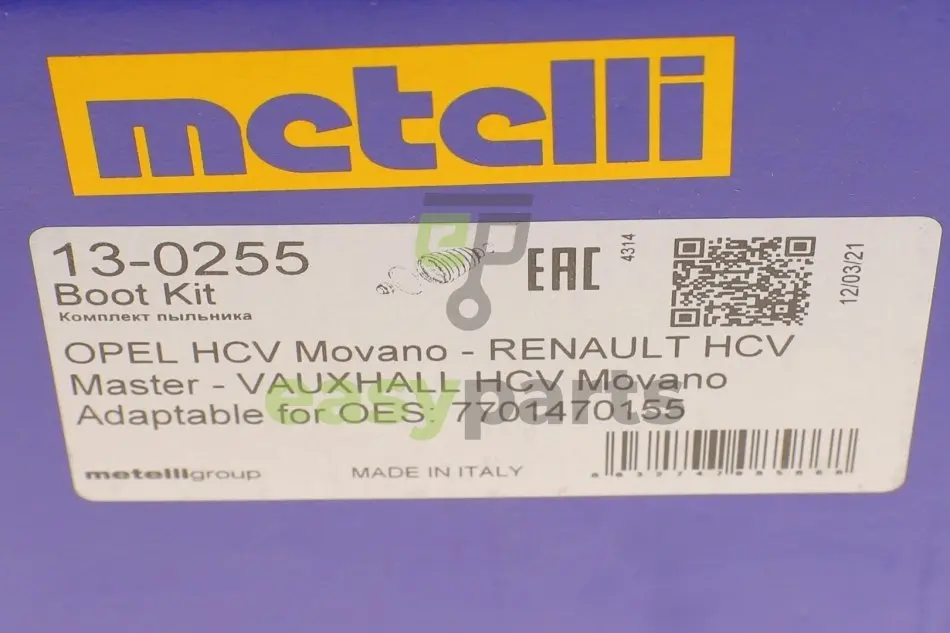 metelli
13-0255
Boot Kit
Комплект пыльника
EAC
4314
12/03/21
OPEL HCV Movano - RENAULT HCV
Master - VAUXHALL HCV Movano
Adaptable for OES: 7701470155
easyparts
metelligroup
MADE IN ITALY